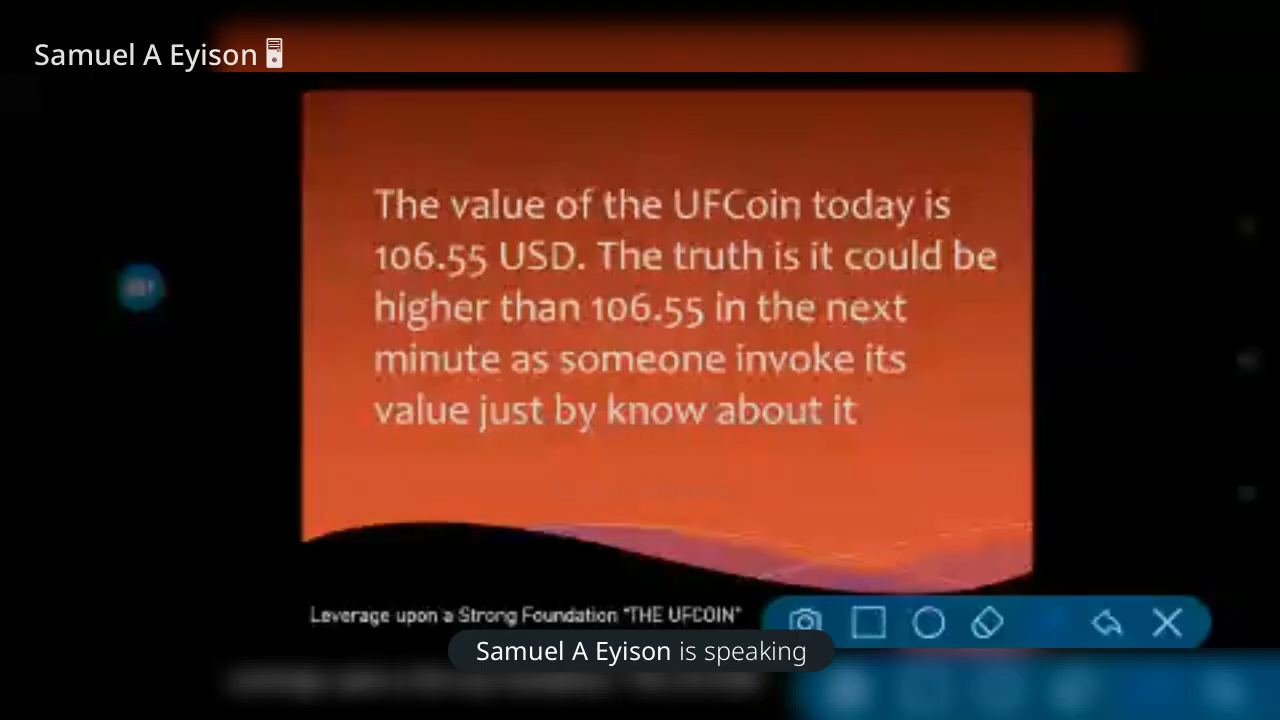 Samuel A Eyison
The value of the UFCoin today is
106.55 USD. The truth is it could be
higher than 106.55 in the next
minute as someone invoke its
value just by know about it
Leverage upon a Strong Foundation "THE UFCOIN"
Samuel A Eyison is speaking